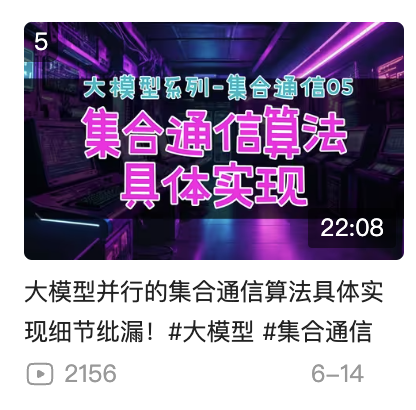 5
大模型系列-集合通信05
集合通信算法
具体实现
22:08
大模型并行的集合通信算法具体实
现细节纰漏！#大模型 #集合通信
2156
6-14